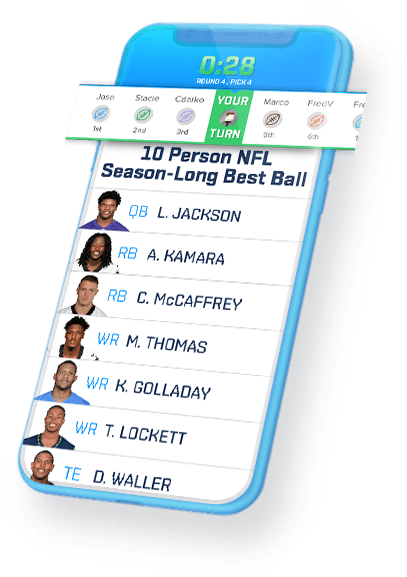 0:28
ROUND 4, PICK 4
Jase Stacie Cdarko YOUR Marco FredV Fre
1st 2nd 3rd TURN 5th 6th
10 Person NFL
Season-Long Best Ball
QB L. JACKSON
RB A. KAMARA
RB C. McCAFFREY
WR M. THOMAS
WR K. GOLLADAY
WR T. LOCKETT
TE D. WALLER